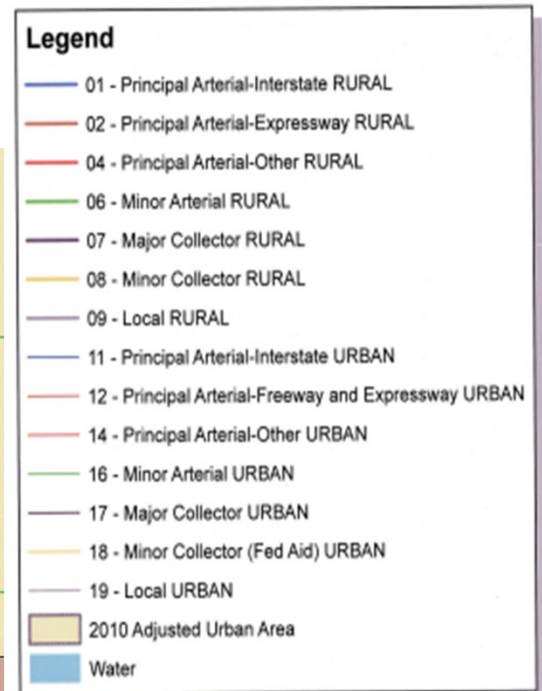 Legend
01 - Principal Arterial-Interstate RURAL
02 - Principal Arterial-Expressway RURAL
04 - Principal Arterial-Other RURAL
06 - Minor Arterial RURAL
07 - Major Collector RURAL
08 - Minor Collector RURAL
09 - Local RURAL
11 - Principal Arterial-Interstate URBAN
12 - Principal Arterial-Freeway and Expressway URBAN
14 - Principal Arterial-Other URBAN
16 - Minor Arterial URBAN
17 - Major Collector URBAN
18 - Minor Collector (Fed Aid) URBAN
19 - Local URBAN
2010 Adjusted Urban Area
Water